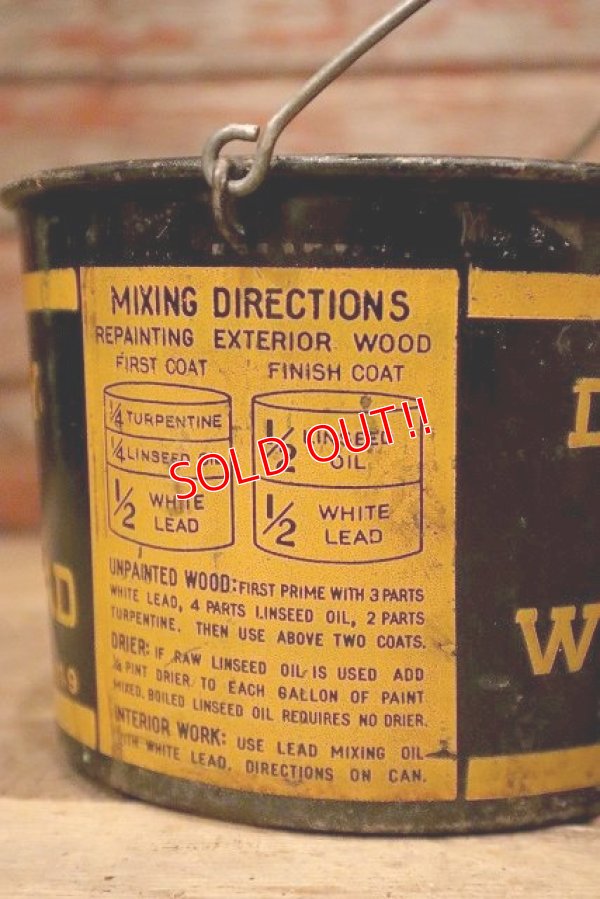 MIXING DIRECTIONS
REPAINTING EXTERIOR WOOD
FIRST COAT
1/4 TURPENTINE
1/4 LINSEED OIL
1/2 WHITE
LEAD
FINISH COAT
1/2 LINSEED
OIL
1/2 WHITE
LEAD
SOLD OUT!!
UNPAINTED WOOD: FIRST PRIME WITH 3 PARTS
WHITE LEAD, 4 PARTS LINSEED OIL, 2 PARTS
TURPENTINE. THEN USE ABOVE TWO COATS.
DRIER: IF RAW LINSEED OIL IS USED ADD
PINT DRIER TO EACH GALLON OF PAINT
MIXED. BOILED LINSEED OIL REQUIRES NO DRIER.
INTERIOR WORK: USE LEAD MIXING OIL
WITH WHITE LEAD. DIRECTIONS ON CAN.
D
W